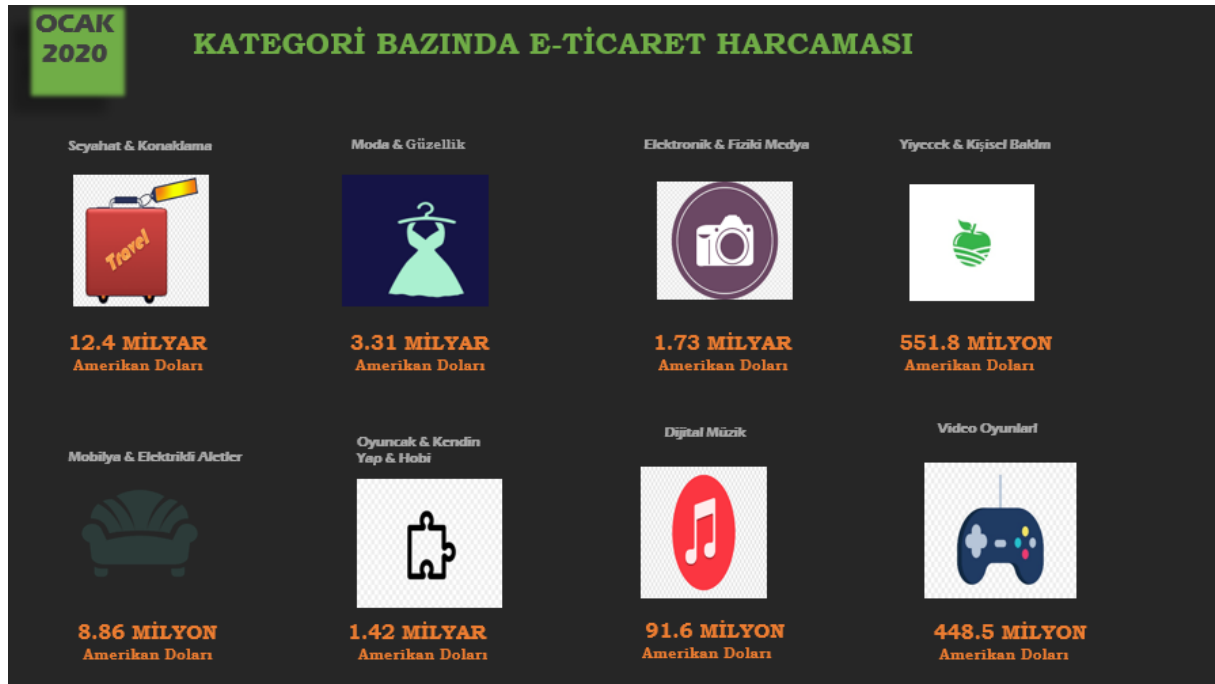 OCAK
2020
KATEGORİ BAZINDA E-TİCARET HARCAMASI
Seyahat & Konaklama
Moda & Güzellik
Elektronik & Fiziki Medya
Yiyecek & Kişisel Baklm
Travel
12.4 MİLYAR
Amerikan Doları
3.31 MİLYAR
Amerikan Doları
1.73 MİLYAR
Amerikan Doları
551.8 MİLYON
Amerikan Doları
Mobilya & Elektrikli Aletler
Oyuncak & Kendin
Yap & Hobi
Dijital Müzik
Video Oyunlarl
8.86 MİLYON
Amerikan Doları
1.42 MİLYAR
Amerikan Doları
91.6 MİLYON
Amerikan Doları
448.5 MİLYON
Amerikan Doları